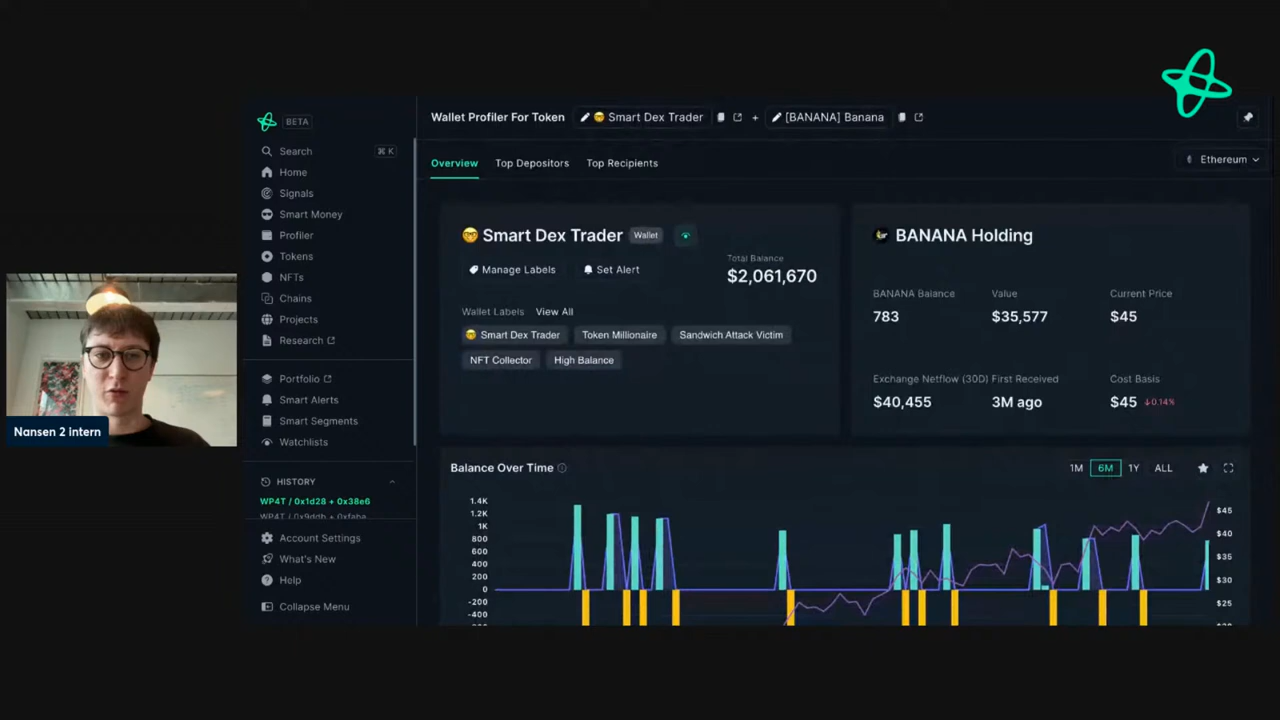 BETA
Search
⌘ K
Home
Signals
Smart Money
Profiler
Tokens
NFTs
Chains
Projects
Research
Portfolio
Smart Alerts
Smart Segments
Watchlists
HISTORY
WP4T / 0x1d28 + 0x38e6
Account Settings
What's New
Help
Collapse Menu
Nansen 2 intern
Wallet Profiler For Token
Smart Dex Trader
+
[BANANA] Banana
Overview
Top Depositors
Top Recipients
Ethereum
Smart Dex Trader
Wallet
Manage Labels
Set Alert
Total Balance
$2,061,670
Wallet Labels
View All
Smart Dex Trader
Token Millionaire
Sandwich Attack Victim
NFT Collector
High Balance
BANANA Holding
BANANA Balance
Value
Current Price
783
$35,577
$45
Exchange Netflow (30D)
First Received
Cost Basis
$40,455
3M ago
$45
↓0.14%
Balance Over Time
1M
6M
1Y
ALL
1.4K
1.2K
1K
800
600
400
200
0
-200
-400
$45
$40
$35
$30
$25